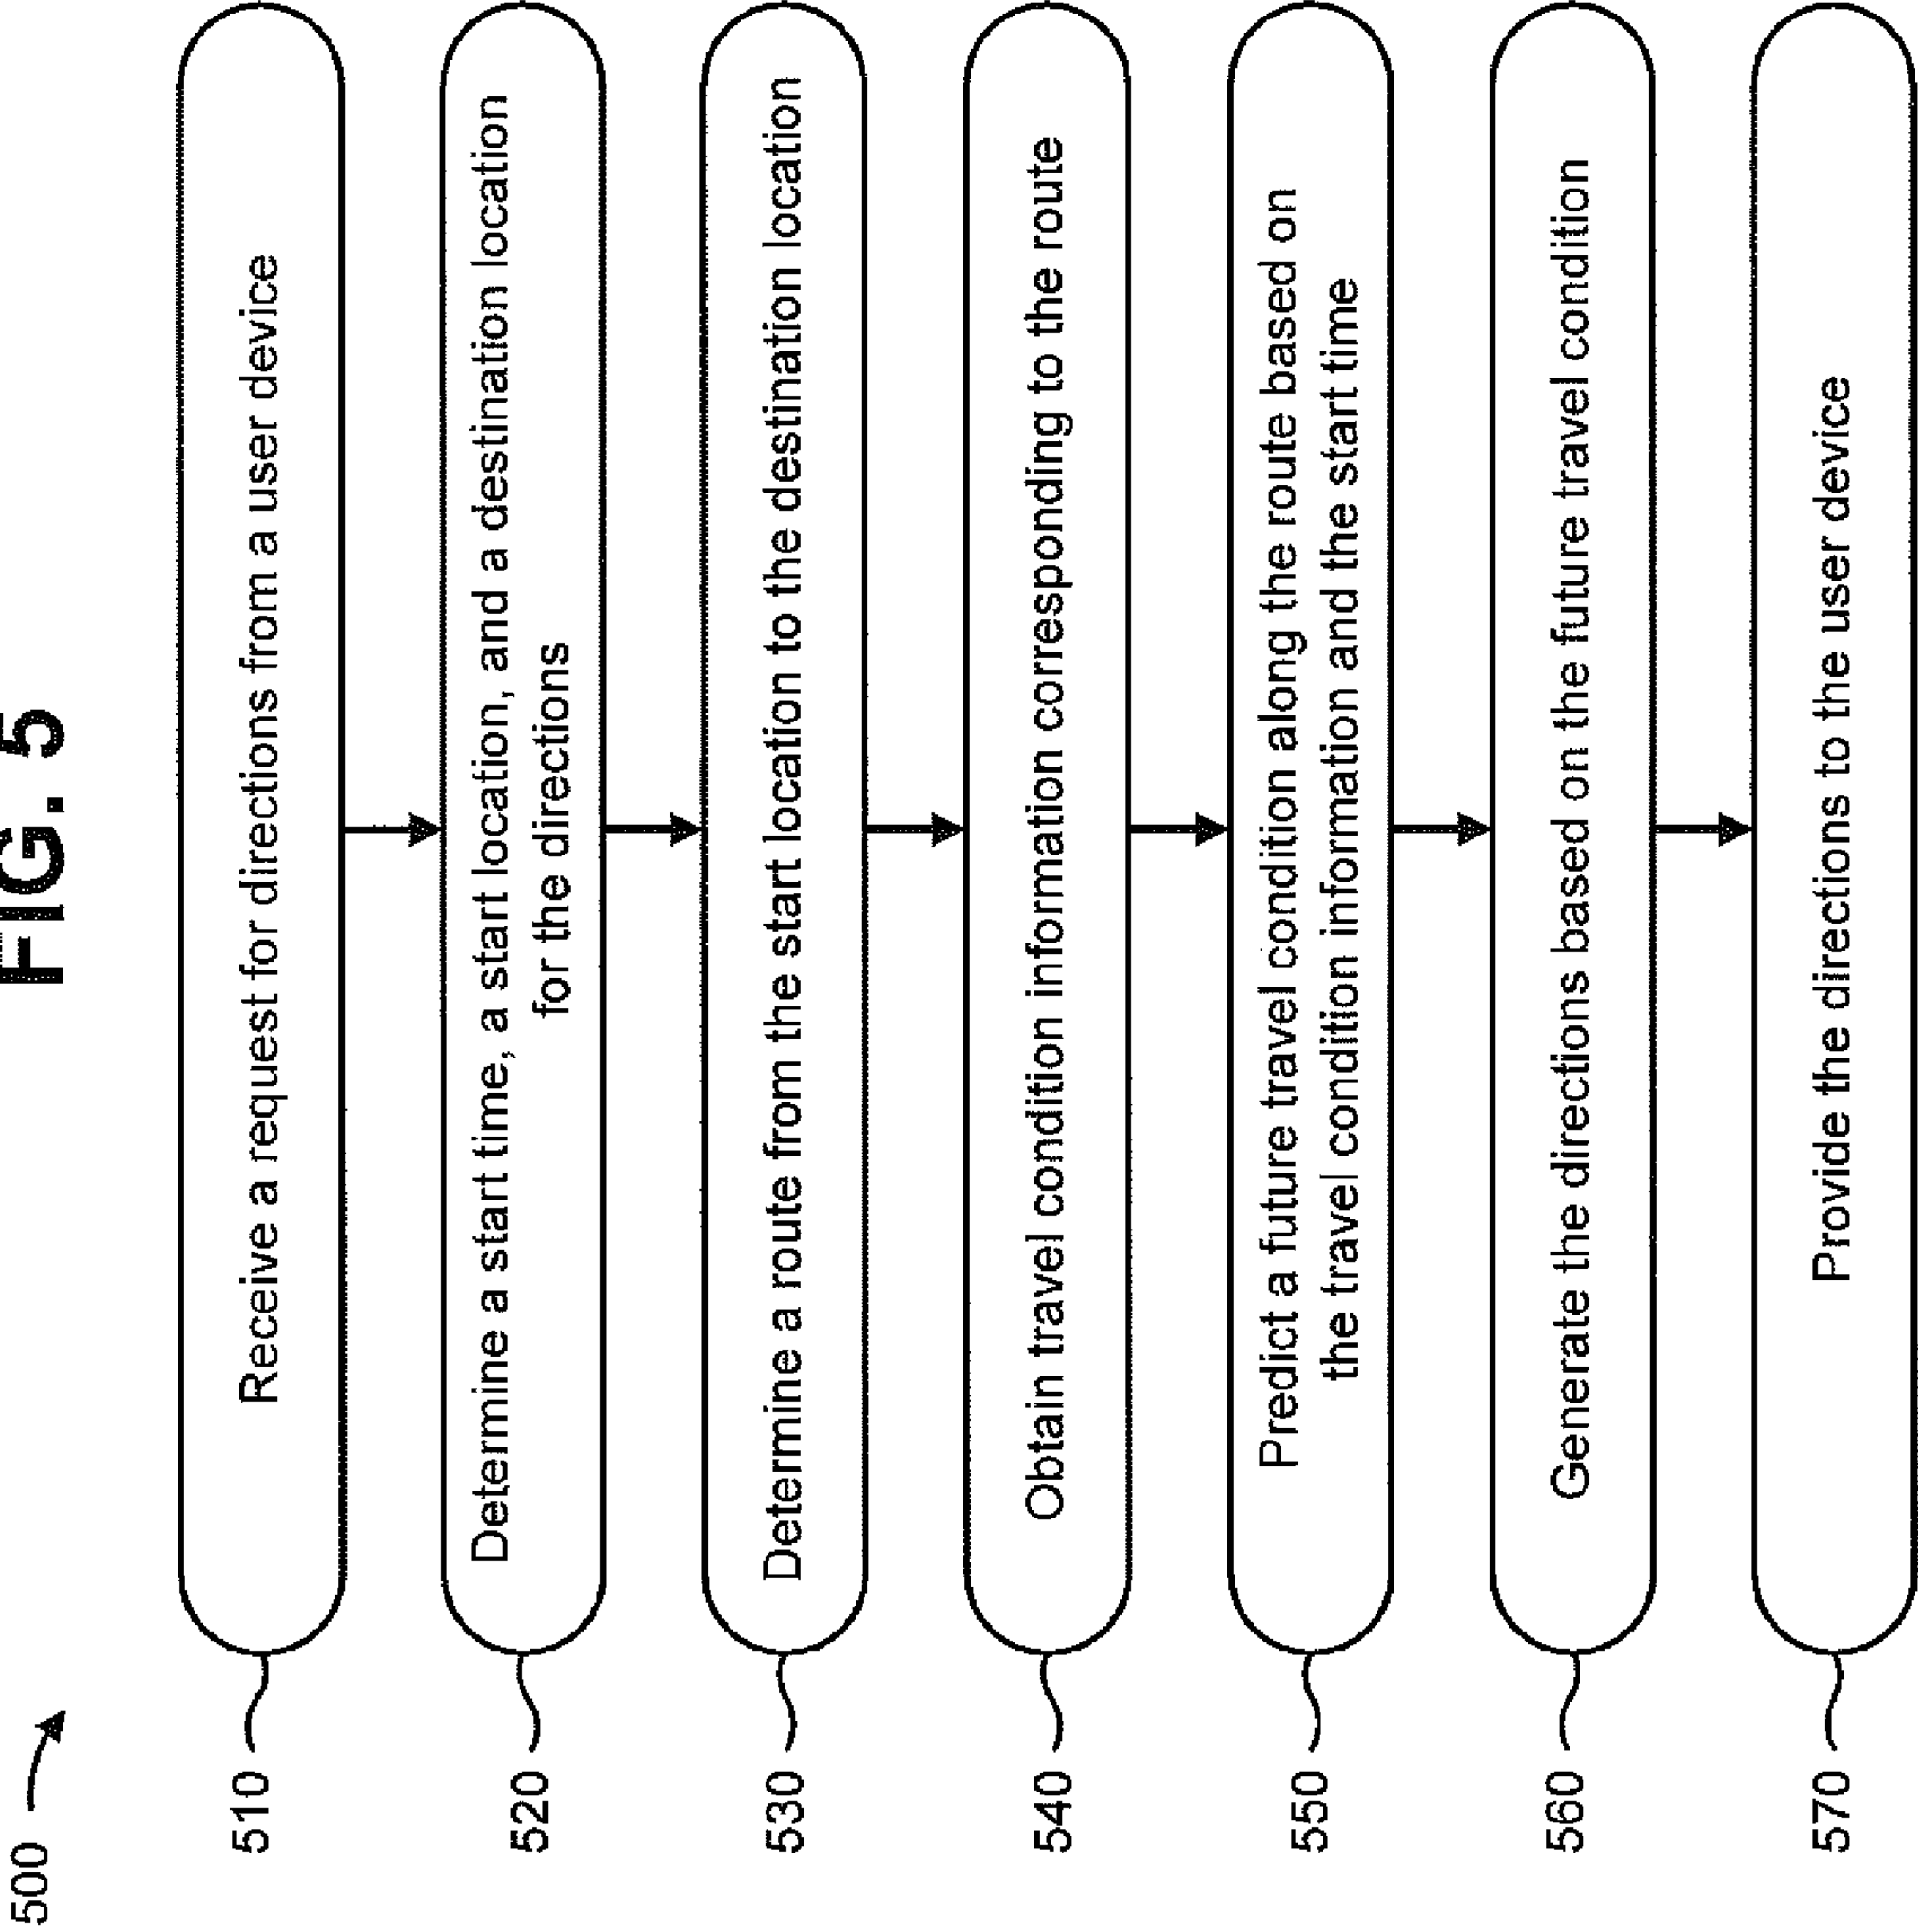 FIG. 5
500
510
Receive a request for directions from a user device
520
Determine a start time, a start location, and a destination location
for the directions
530
Determine a route from the start location to the destination location
540
Obtain travel condition information corresponding to the route
550
Predict a future travel condition along the route based on
the travel condition information and the start time
560
Generate the directions based on the future travel condition
570
Provide the directions to the user device